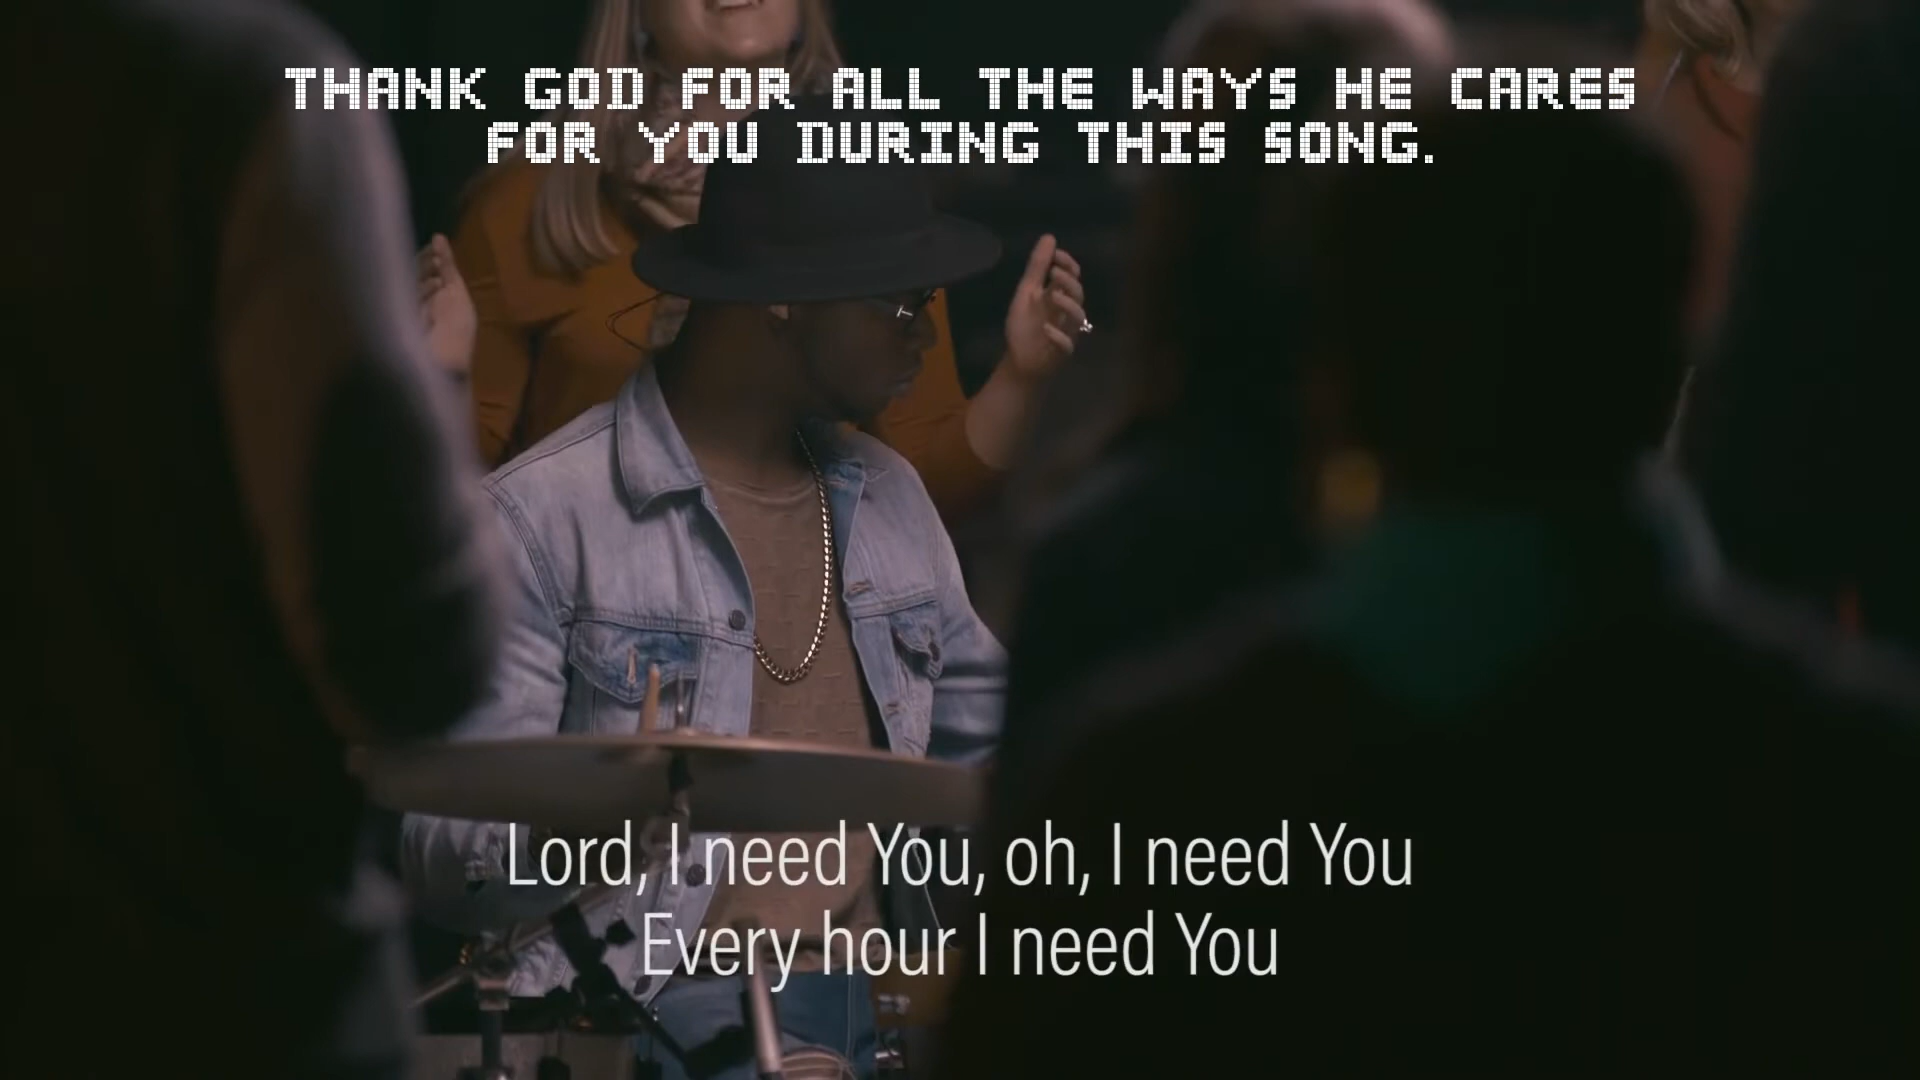 THANK GOD FOR ALL THE WAYS HE CARES
FOR YOU DURING THIS SONG.
Lord, I need You, oh, I need You
Every hour I need You